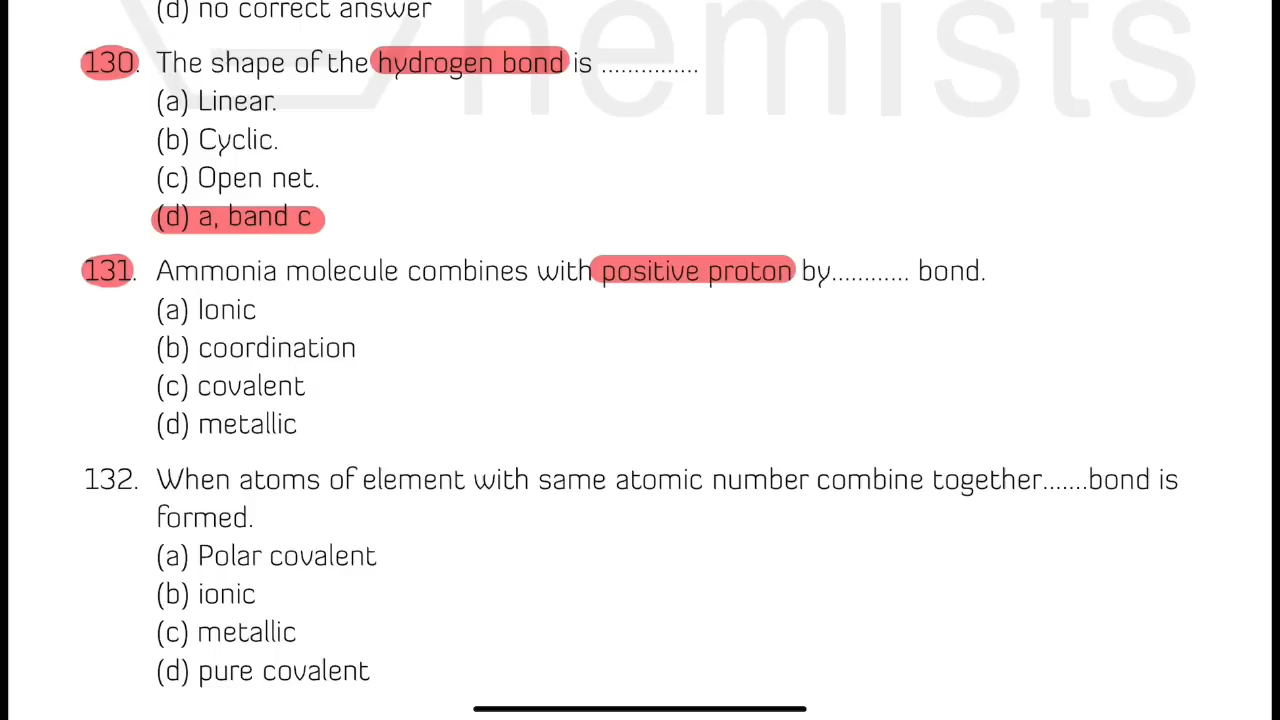 (d) no correct answer
hemists
130. The shape of the hydrogen bond is ...............
(a) Linear.
(b) Cyclic.
(c) Open net.
(d) a, band c
131. Ammonia molecule combines with positive proton by............ bond.
(a) Ionic
(b) coordination
(c) covalent
(d) metallic
132. When atoms of element with same atomic number combine together.......bond is
formed.
(a) Polar covalent
(b) ionic
(c) metallic
(d) pure covalent